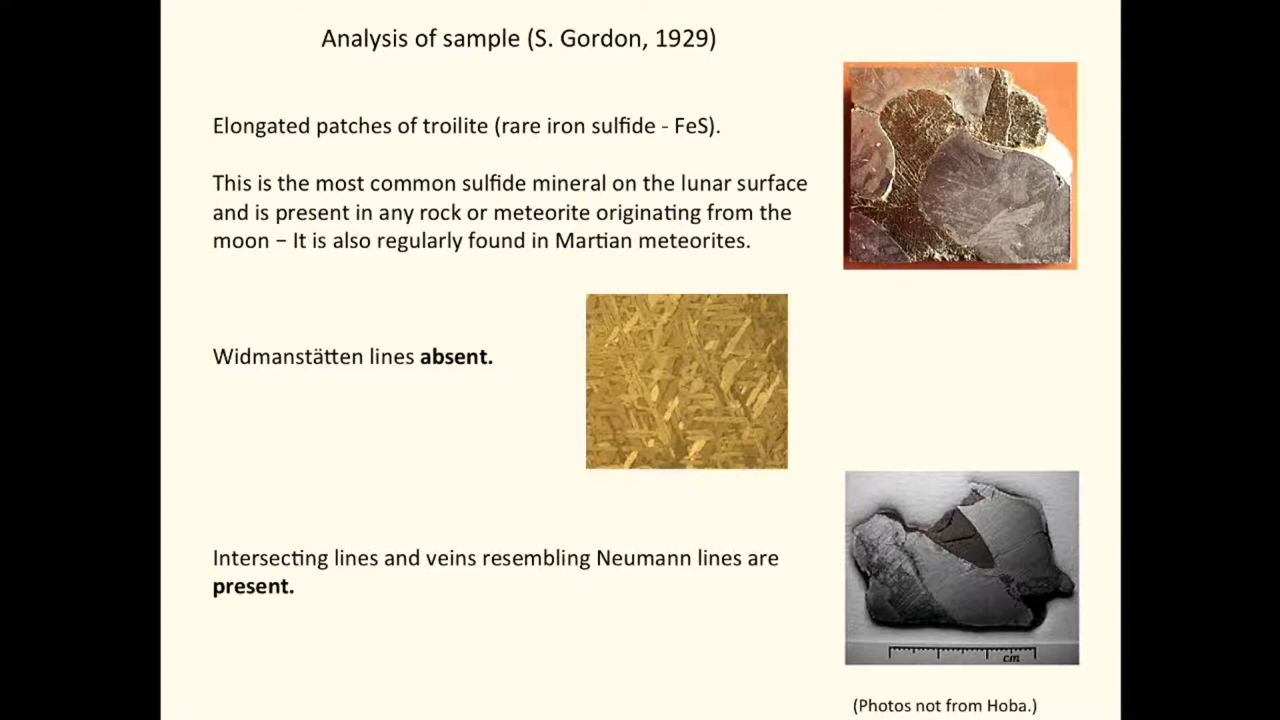 Analysis of sample (S. Gordon, 1929)
Elongated patches of troilite (rare iron sulfide - FeS).
This is the most common sulfide mineral on the lunar surface
and is present in any rock or meteorite originating from the
moon – It is also regularly found in Martian meteorites.
Widmanstätten lines absent.
Intersecting lines and veins resembling Neumann lines are
present.
cm
(Photos not from Hoba.)